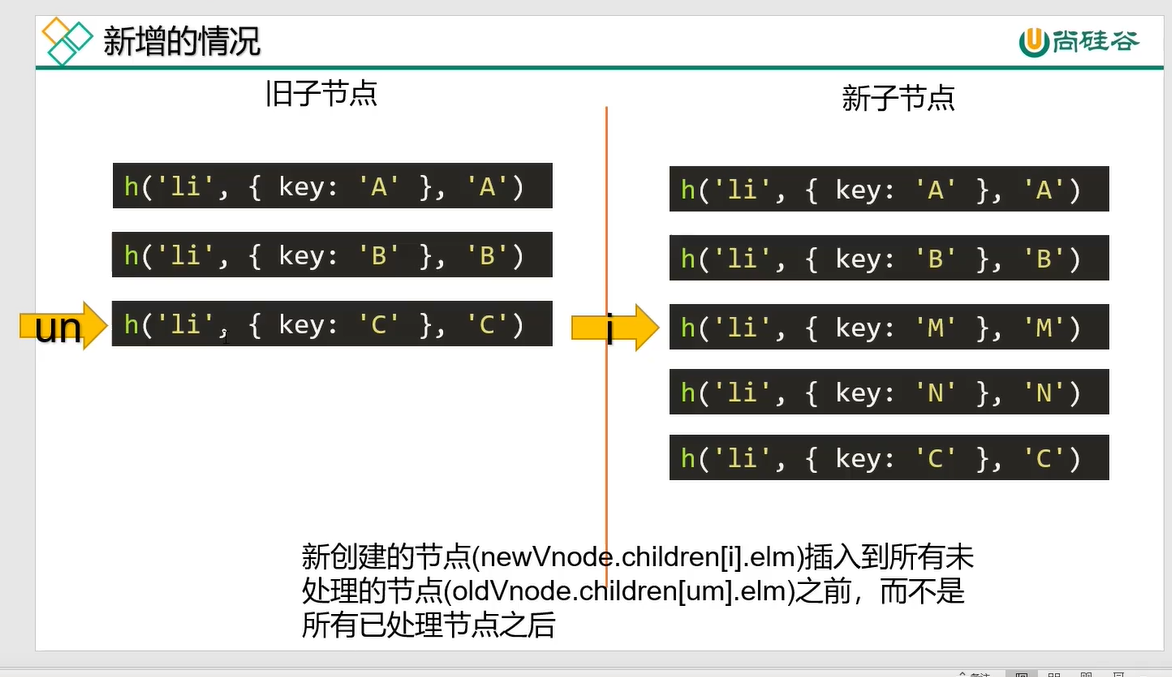 新增的情况
尚硅谷
旧子节点
新子节点
h('li', { key: 'A' }, 'A')
h('li', { key: 'B' }, 'B')
un
h('li', { key: 'C' }, 'C')
h('li', { key: 'A' }, 'A')
h('li', { key: 'B' }, 'B')
i
h('li', { key: 'M' }, 'M')
h('li', { key: 'N' }, 'N')
h('li', { key: 'C' }, 'C')
新创建的节点(newVnode.children[i].elm)插入到所有未
处理的节点(oldVnode.children[um].elm)之前，而不是
所有已处理节点之后